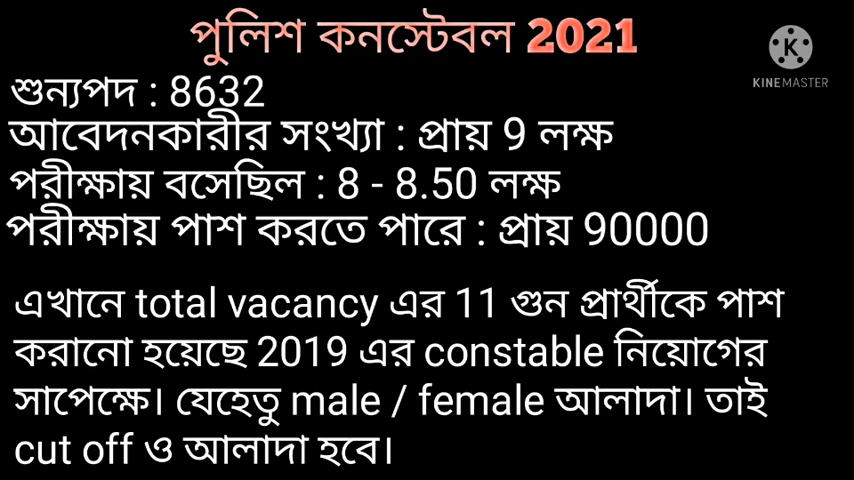 পুলিশ কনস্টেবল 2021
K
KINEMASTER
শুন্যপদ : 8632
আবেদনকারীর সংখ্যা : প্রায় 9 লক্ষ
পরীক্ষায় বসেছিল : 8 - 8.50 লক্ষ
পরীক্ষায় পাশ করতে পারে : প্রায় 90000
এখানে total vacancy এর 11 গুন প্রার্থীকে পাশ
করানো হয়েছে 2019 এর constable নিয়োগের
সাপেক্ষে। যেহেতু male / female আলাদা। তাই
cut off ও আলাদা হবে।